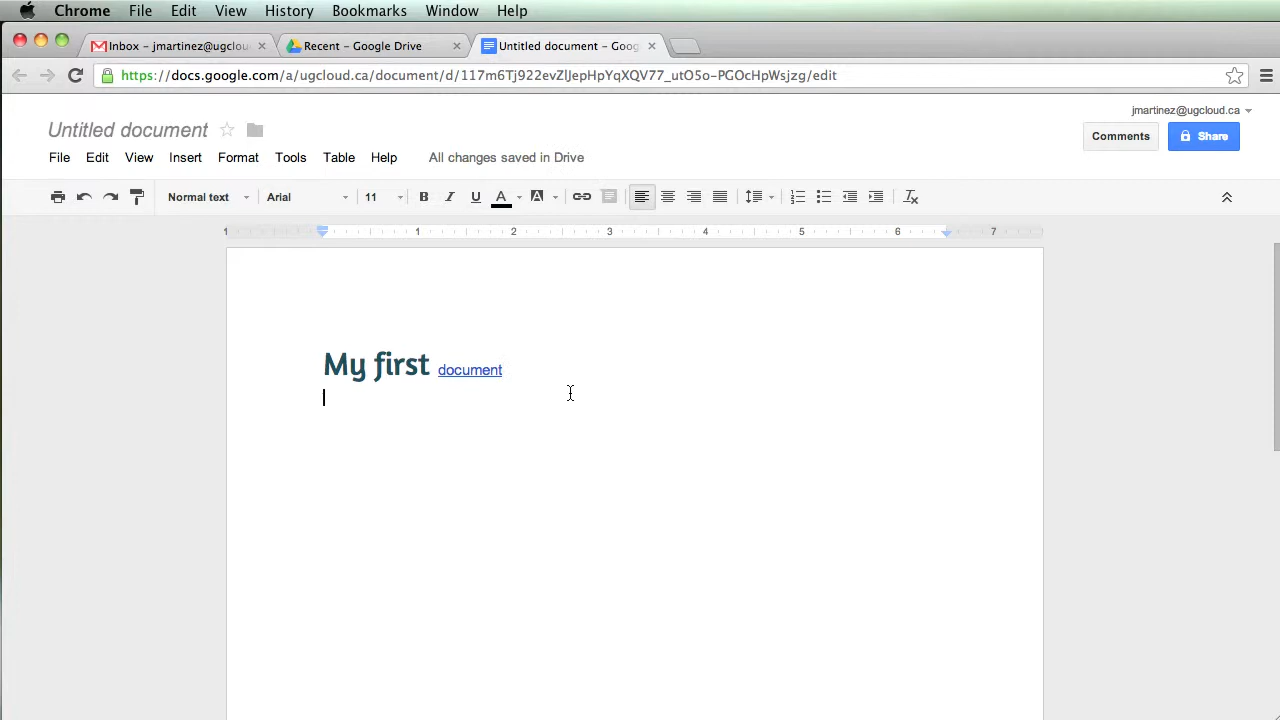 Chrome File Edit View History Bookmarks Window Help
Inbox – jmartinez@ugclou Recent – Google Drive Untitled document – Goog
https://docs.google.com/a/ugcloud.ca/document/d/117m6Tj922evZlJepHpYqXQV77_utO5o-PGOcHpWsjzg/edit
jmartinez@ugcloud.ca
Untitled document
Comments Share
File Edit View Insert Format Tools Table Help All changes saved in Drive
Normal text Arial 11 B I U A A
1 1 2 3 4 5 6 7
My first document